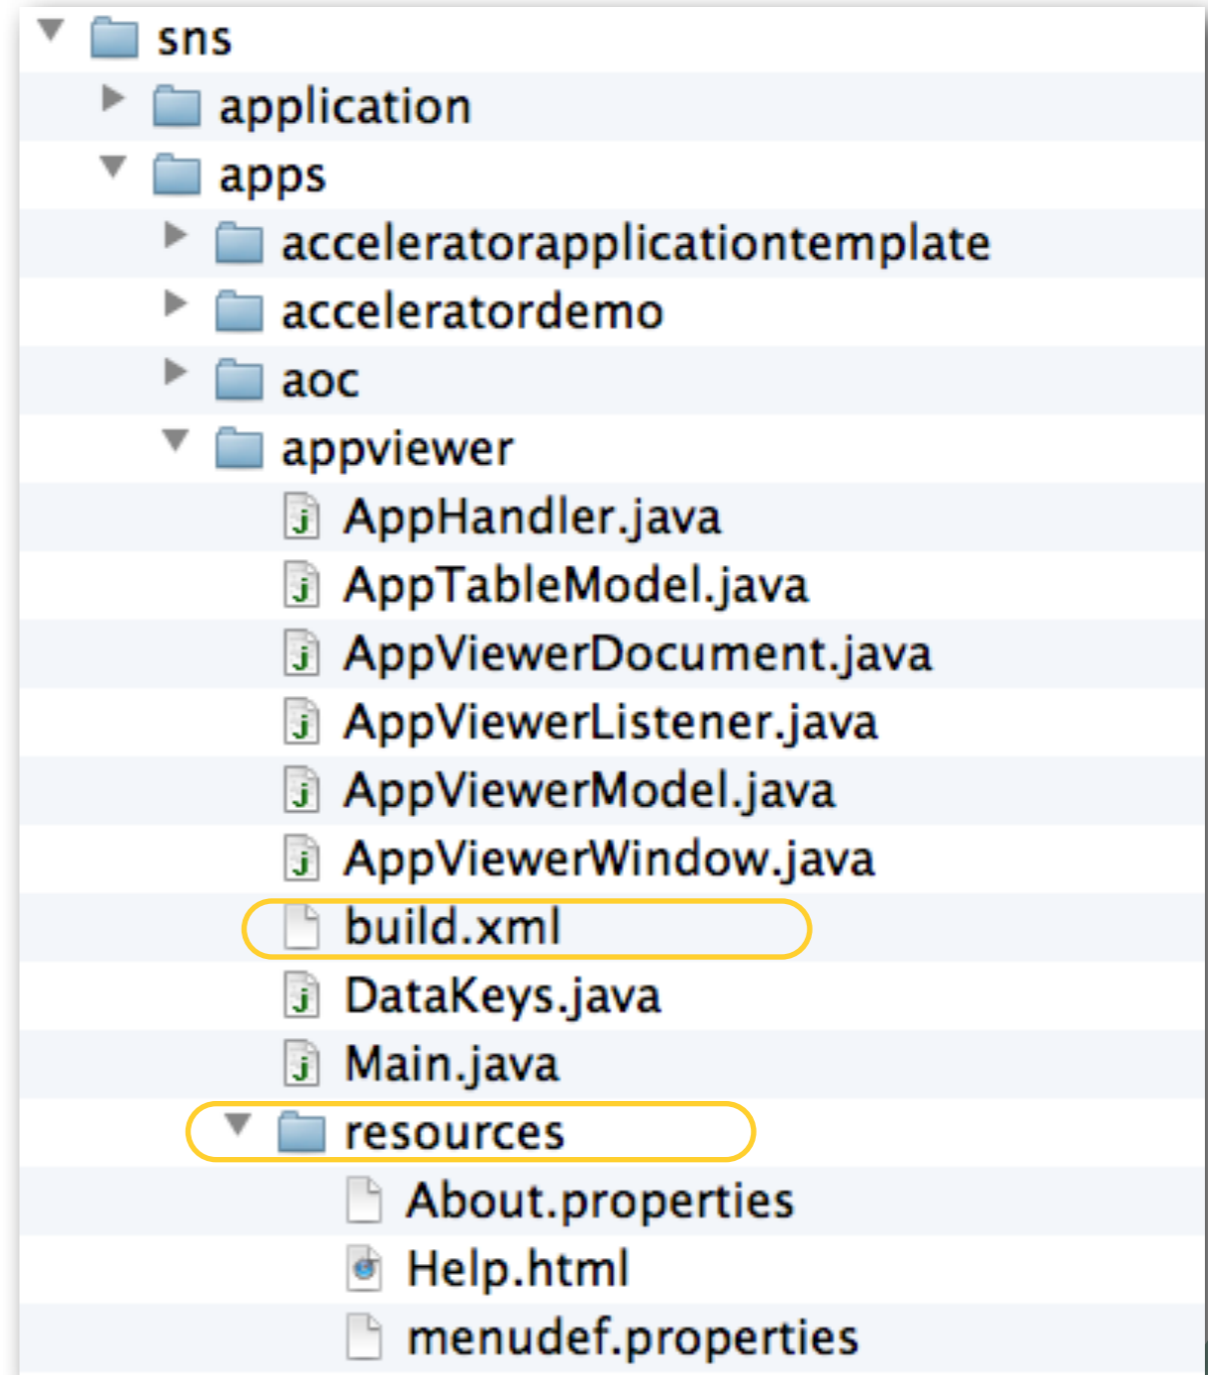 sns
application
apps
acceleratorapplicationtemplate
acceleratordemo
aoc
appviewer
AppHandler.java
AppTableModel.java
AppViewerDocument.java
AppViewerListener.java
AppViewerModel.java
AppViewerWindow.java
build.xml
DataKeys.java
Main.java
resources
About.properties
Help.html
menudef.properties